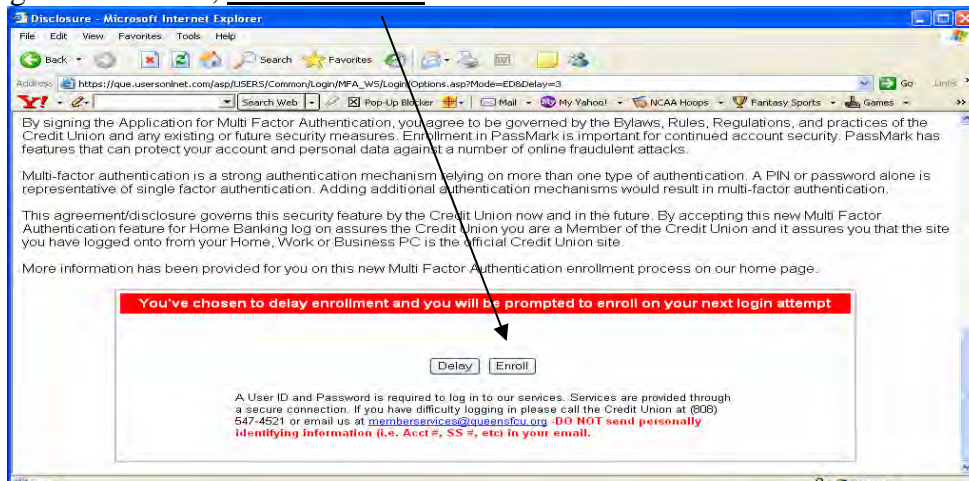 Disclosure - Microsoft Internet Explorer
File Edit View Favorites Tools Help
Back Search Favorites
Address https://que.usersonlnet.com/asp/USERS/Common/Login/MFA_WS/Login/Options.asp?Mode=ED&Delay=3 Go Links
Y! Search Web Pop-Up Blocker Mail My Yahoo! NCAA Hoops Fantasy Sports Games
By signing the Application for Multi Factor Authentication, you agree to be governed by the Bylaws, Rules, Regulations, and practices of the
Credit Union and any existing or future security measures. Enrollment in PassMark is important for continued account security. PassMark has
features that can protect your account and personal data against a number of online fraudulent attacks.
Multi-factor authentication is a strong authentication mechanism relying on more than one type of authentication. A PIN or password alone is
representative of single factor authentication. Adding additional authentication mechanisms would result in multi-factor authentication.
This agreement/disclosure governs this security feature by the Credit Union now and in the future. By accepting this new Multi Factor
Authentication feature for Home Banking log on assures the Credit Union you are a Member of the Credit Union and it assures you that the site
you have logged onto from your Home, Work or Business PC is the official Credit Union site.
More information has been provided for you on this new Multi Factor Authentication enrollment process on our home page.
You've chosen to delay enrollment and you will be prompted to enroll on your next login attempt
Delay Enroll
A User ID and Password is required to log in to our services. Services are provided through
a secure connection. If you have difficulty logging in please call the Credit Union at (808)
547-4521 or email us at memberservices@queensfcu.org -DO NOT send personally
identifying information (i.e. Acct #, SS #, etc) in your email.